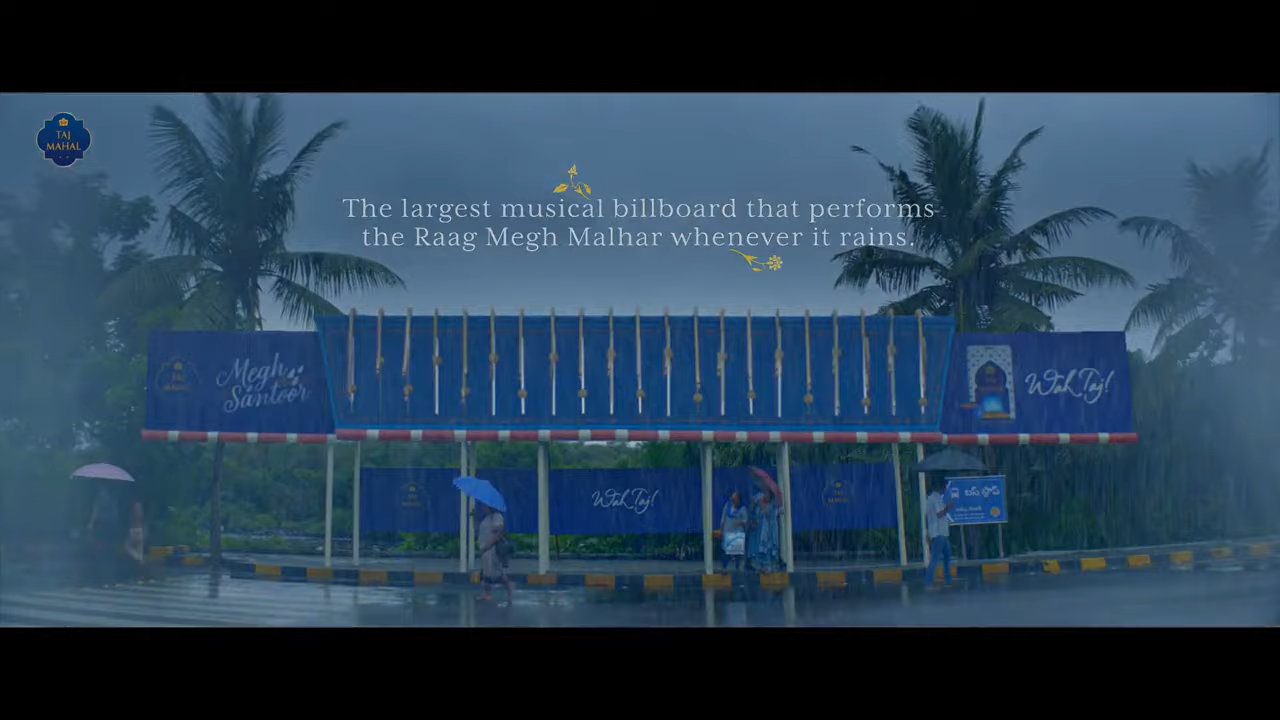 TAJ
MAHAL
The largest musical billboard that performs
the Raag Megh Malhar whenever it rains.
Megh
Santoor
Wah Taj!
Wah Taj!
బస్ స్టాప్